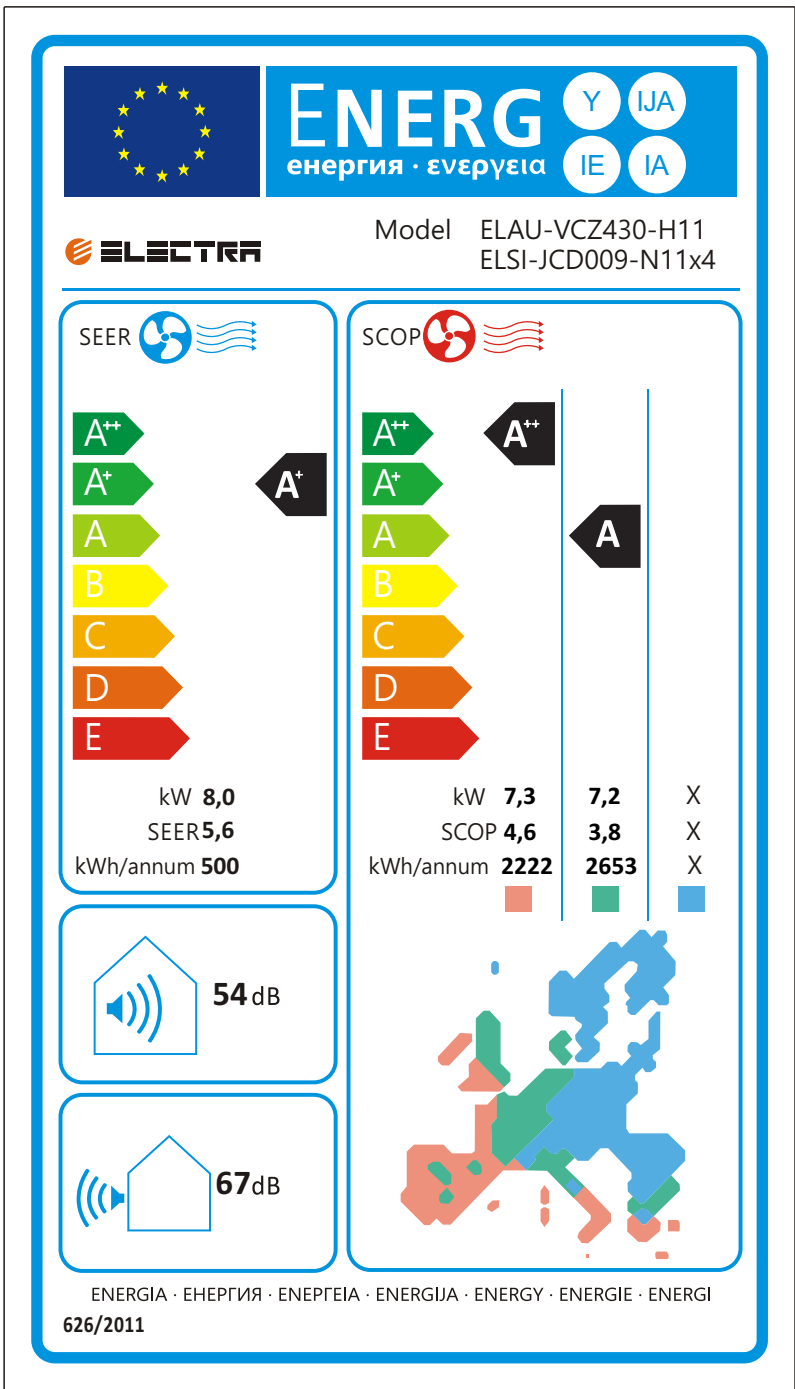 ENERG Y IJA
енергия · ενεργεια IE IA
ELECTRA
Model ELAU-VCZ430-H11
ELSI-JCD009-N11x4
SEER
A++
A+ A+
A
B
C
D
E
kW 8,0
SEER 5,6
kWh/annum 500
SCOP
A++ A++
A+
A A
B
C
D
E
kW 7,3 7,2 X
SCOP 4,6 3,8 X
kWh/annum 2222 2653 X
54 dB
67 dB
ENERGIA · ЕНЕРГИЯ · ΕΝΕΡΓΕΙΑ · ENERGIJA · ENERGY · ENERGIE · ENERGI
626/2011